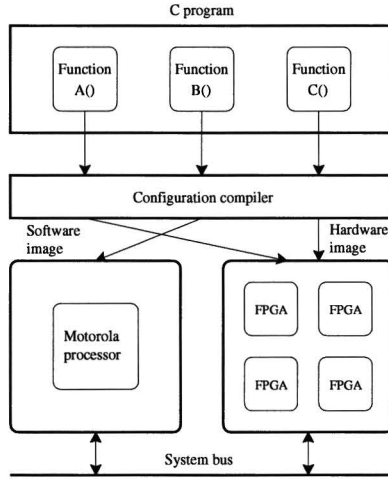 C program
Function
A()
Function
B()
Function
C()
Configuration compiler
Software
image
Hardware
image
Motorola
processor
FPGA
FPGA
FPGA
FPGA
System bus